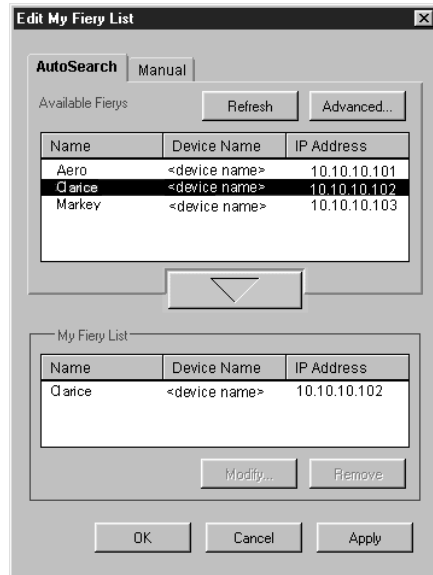 Edit My Fiery List
AutoSearch Manual
Available Fierys Refresh Advanced...
Name Device Name IP Address
Aero <device name> 10.10.10.101
Clarice <device name> 10.10.10.102
Markey <device name> 10.10.10.103
My Fiery List
Name Device Name IP Address
Clarice <device name> 10.10.10.102
Modify... Remove
OK Cancel Apply